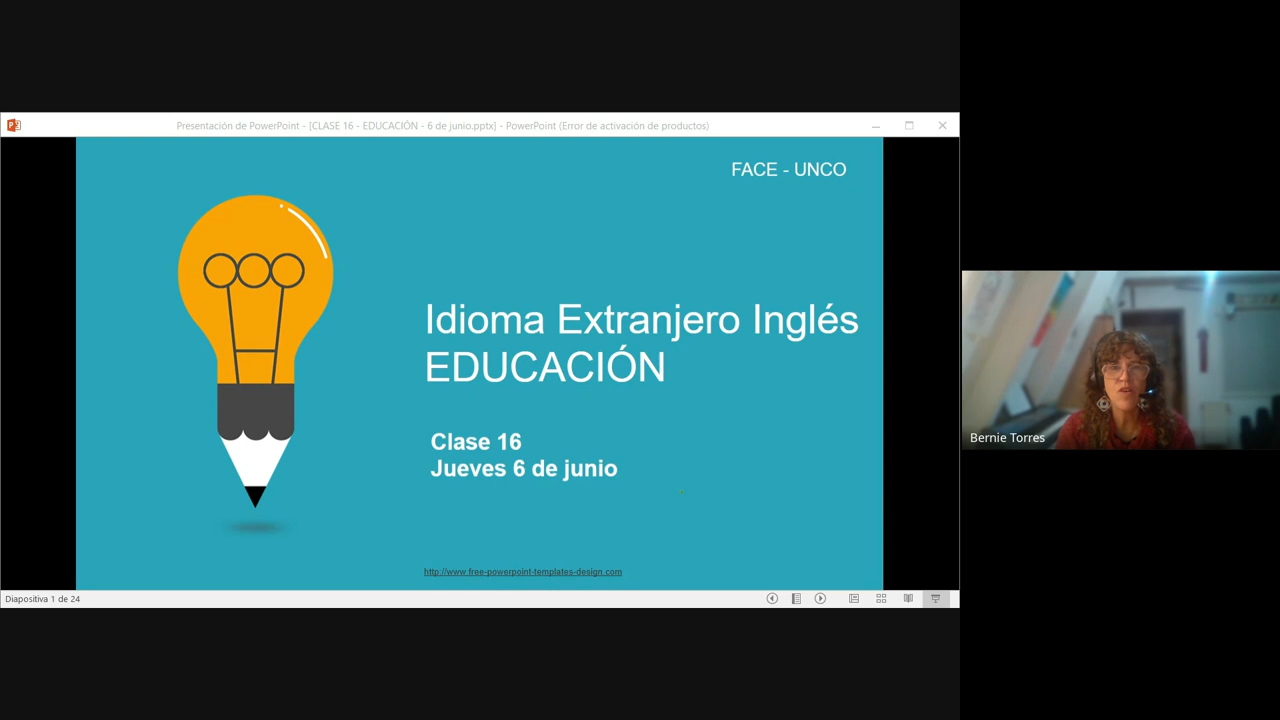 Presentación de PowerPoint - [CLASE 16 - EDUCACIÓN - 6 de junio.pptx] - PowerPoint (Error de activación de productos)
FACE - UNCO
Idioma Extranjero Inglés
EDUCACIÓN
Clase 16
Jueves 6 de junio
http://www.free-powerpoint-templates-design.com
Diapositiva 1 de 24
Bernie Torres